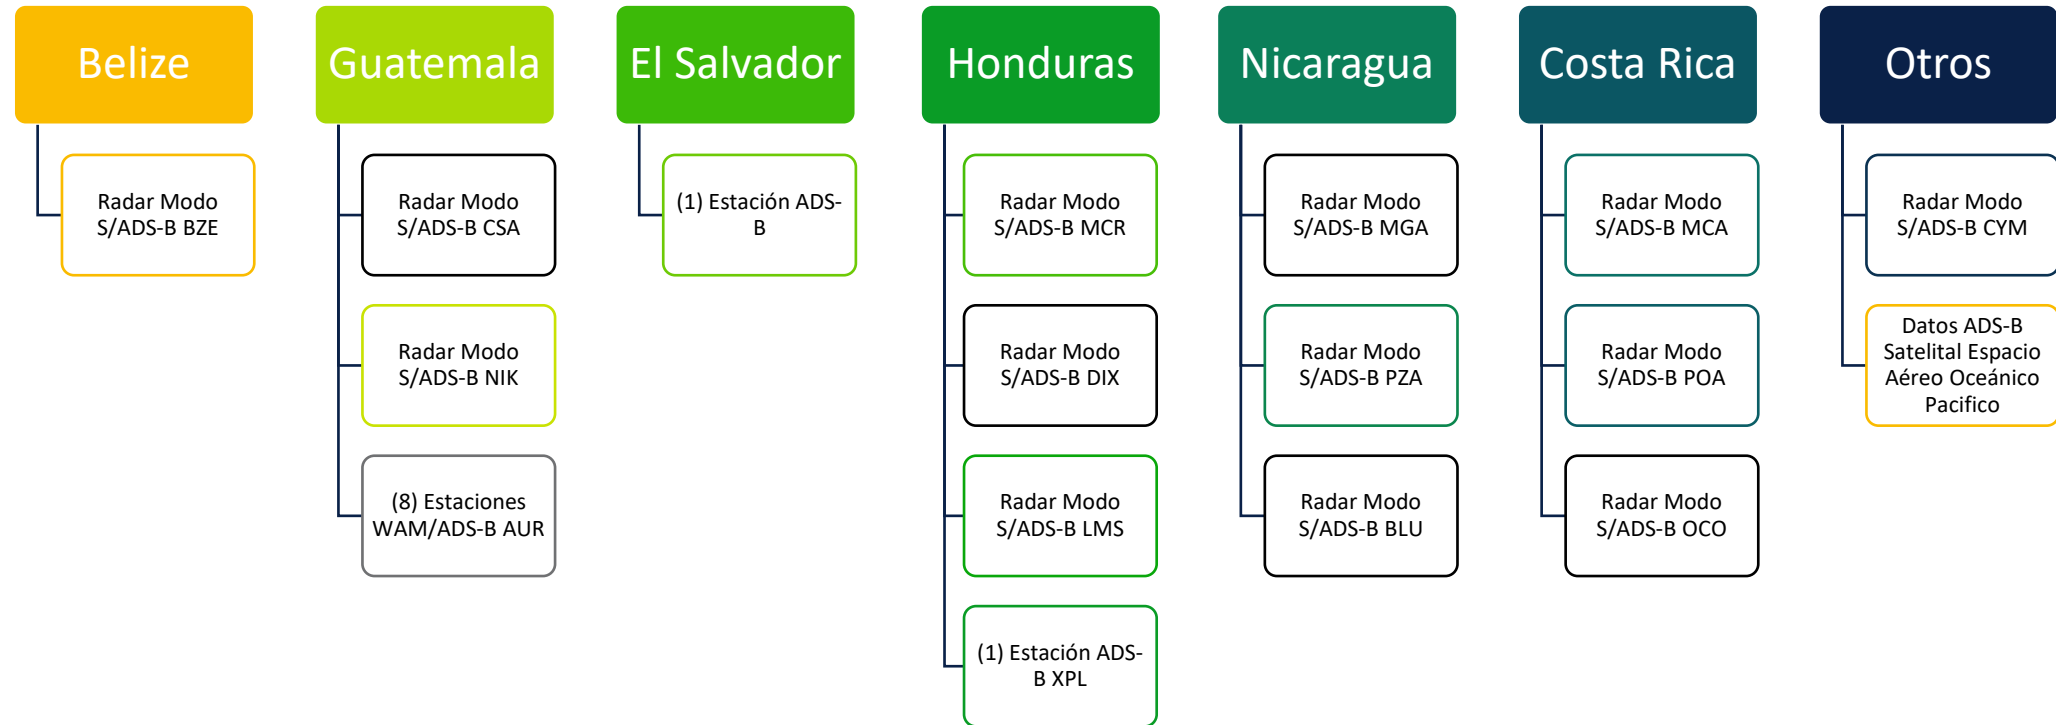 Belize
Radar Modo
S/ADS-B BZE
Guatemala
Radar Modo
S/ADS-B CSA
Radar Modo
S/ADS-B NIK
(8) Estaciones
WAM/ADS-B AUR
El Salvador
(1) Estación ADS-
B
Honduras
Radar Modo
S/ADS-B MCR
Radar Modo
S/ADS-B DIX
Radar Modo
S/ADS-B LMS
(1) Estación ADS-
B XPL
Nicaragua
Radar Modo
S/ADS-B MGA
Radar Modo
S/ADS-B PZA
Radar Modo
S/ADS-B BLU
Costa Rica
Radar Modo
S/ADS-B MCA
Radar Modo
S/ADS-B POA
Radar Modo
S/ADS-B OCO
Otros
Radar Modo
S/ADS-B CYM
Datos ADS-B
Satelital Espacio
Aéreo Oceánico
Pacifico